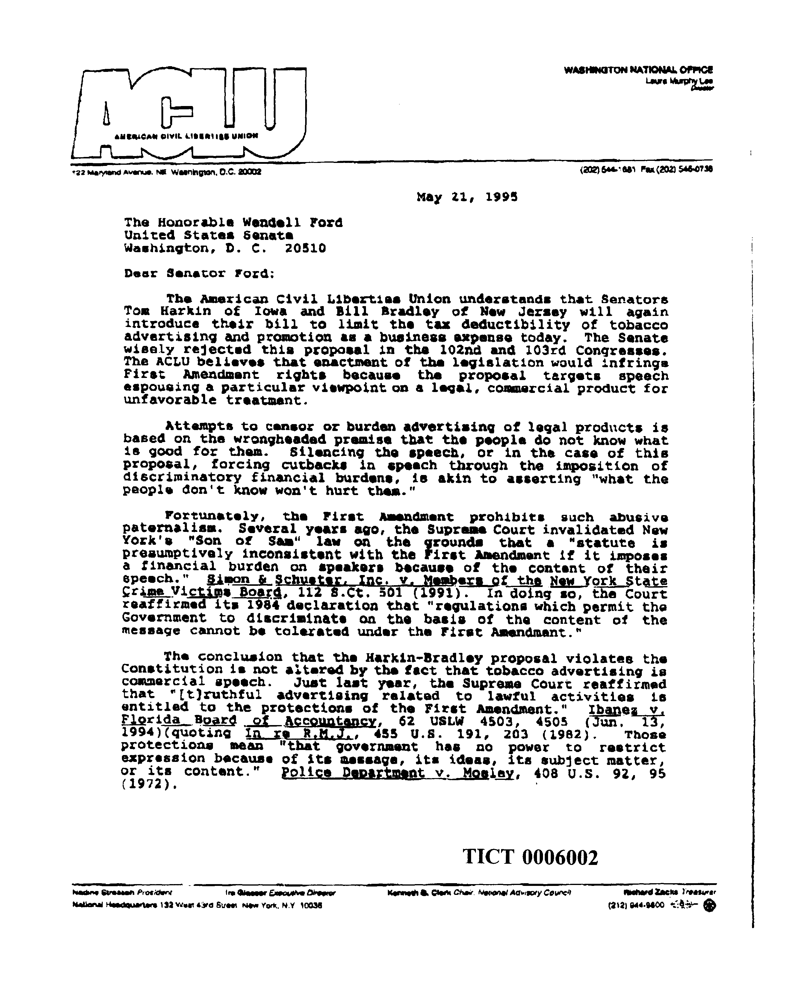 WASHINGTON NATIONAL OFFICE
Laura Murphy Lee
Director
ACLU
AMERICAN CIVIL LIBERTIES UNION
122 Maryland Avenue, NE Washington, D.C. 20002
(202) 544-1681 Fax (202) 546-0738
May 21, 1995
The Honorable Wendell Ford
United States Senate
Washington, D. C. 20510
Dear Senator Ford:
The American Civil Liberties Union understands that Senators
Tom Harkin of Iowa and Bill Bradley of New Jersey will again
introduce their bill to limit the tax deductibility of tobacco
advertising and promotion as a business expense today. The Senate
wisely rejected this proposal in the 102nd and 103rd Congresses.
The ACLU believes that enactment of the legislation would infringe
First Amendment rights because the proposal targets speech
espousing a particular viewpoint on a legal, commercial product for
unfavorable treatment.
Attempts to censor or burden advertising of legal products is
based on the wrongheaded premise that the people do not know what
is good for them. Silencing the speech, or in the case of this
proposal, forcing cutbacks in speech through the imposition of
discriminatory financial burdens, is akin to asserting "what the
people don't know won't hurt them."
Fortunately, the First Amendment prohibits such abusive
paternalism. Several years ago, the Supreme Court invalidated New
York's "Son of Sam" law on the grounds that a "statute is
presumptively inconsistent with the First Amendment if it imposes
a financial burden on speakers because of the content of their
speech." Simon & Schuster, Inc. v. Members of the New York State
Crime Victims Board, 112 S.Ct. 501 (1991). In doing so, the Court
reaffirmed its 1984 declaration that "regulations which permit the
Government to discriminate on the basis of the content of the
message cannot be tolerated under the First Amendment."
The conclusion that the Harkin-Bradley proposal violates the
Constitution is not altered by the fact that tobacco advertising is
commercial speech. Just last year, the Supreme Court reaffirmed
that "[t]ruthful advertising related to lawful activities is
entitled to the protections of the First Amendment." Ibanez v.
Florida Board of Accountancy, 62 USLW 4503, 4505 (Jun. 13,
1994)(quoting In re R.M.J., 455 U.S. 191, 203 (1982). Those
protections mean "that government has no power to restrict
expression because of its message, its ideas, its subject matter,
or its content." Police Department v. Mosley, 408 U.S. 92, 95
(1972).
TICT 0006002
Nadine Strossen President Ira Glasser Executive Director Kenneth B. Clark Chair, National Advisory Council Richard Zacks Treasurer
National Headquarters 132 West 43rd Street New York, N.Y. 10036 (212) 944-9800